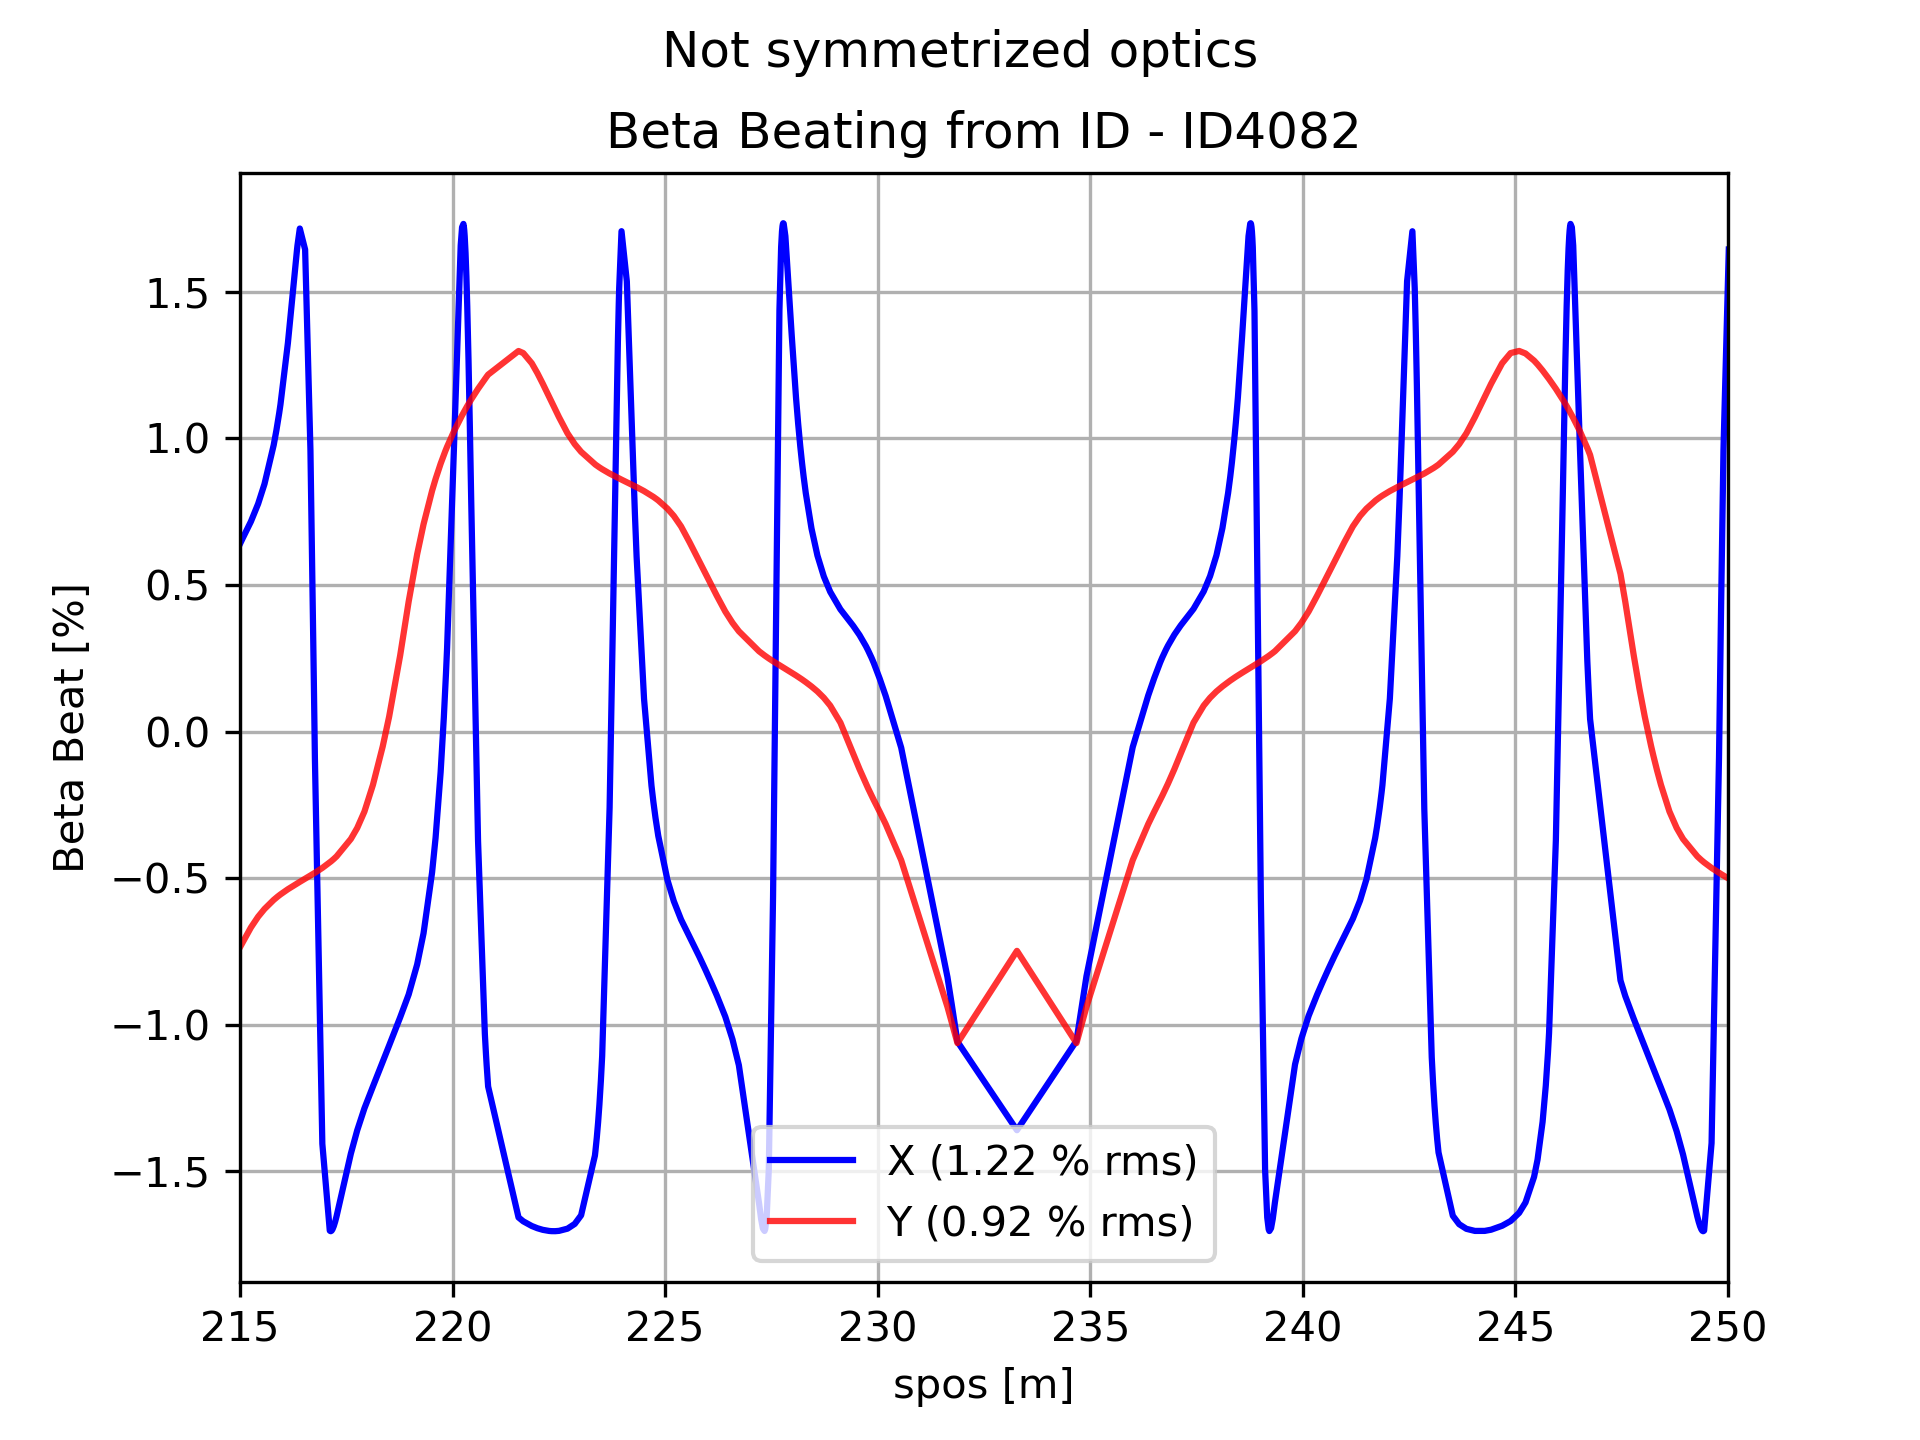 Not symmetrized optics
Beta Beating from ID - ID4082
Beta Beat [%]
1.5
1.0
0.5
0.0
−0.5
−1.0
−1.5
X (1.22 % rms)
Y (0.92 % rms)
215 220 225 230 235 240 245 250
spos [m]